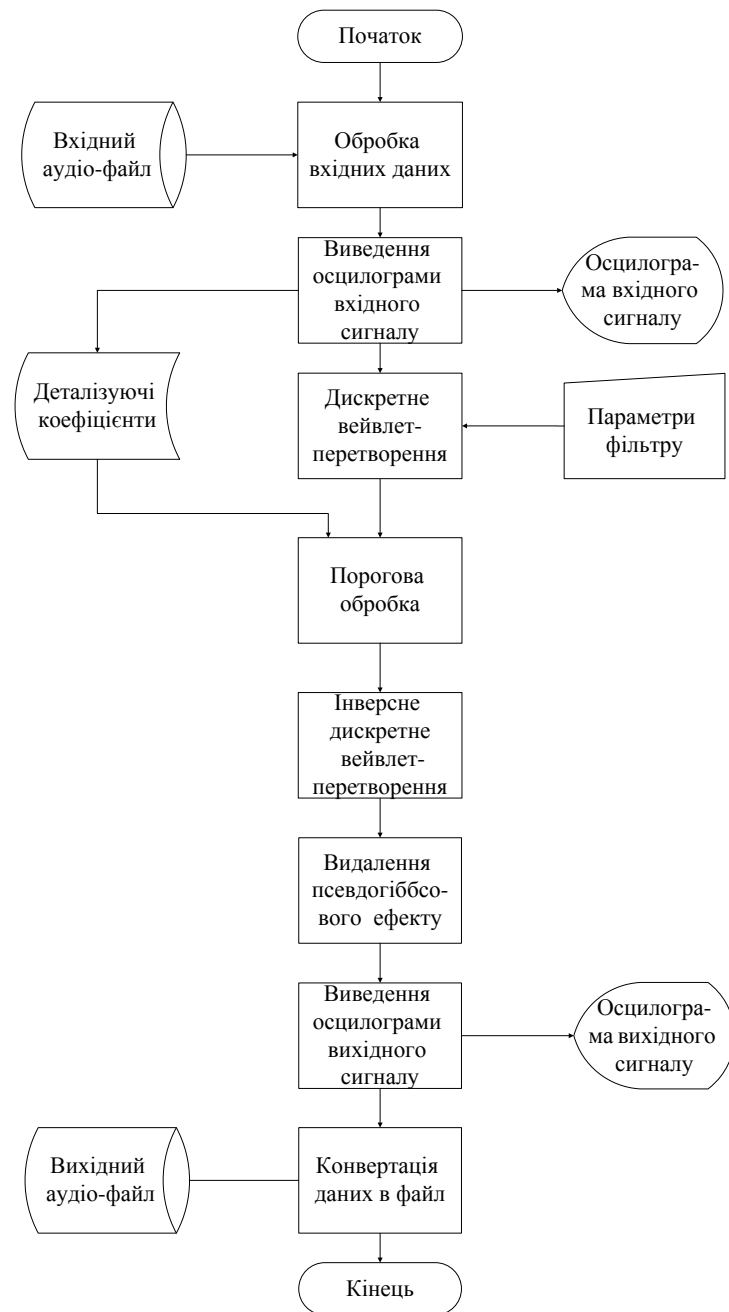 Початок
Вхідний
аудіо-файл
Обробка
вхідних даних
Виведення
осцилограми
вхідного
сигналу
Осцилогра-
ма вхідного
сигналу
Деталізуючі
коефіцієнти
Дискретне
вейвлет-
перетворення
Параметри
фільтру
Порогова
обробка
Інверсне
дискретне
вейвлет-
перетворення
Видалення
псевдогіббсо-
вого ефекту
Виведення
осцилограми
вихідного
сигналу
Осцилогра-
ма вихідного
сигналу
Вихідний
аудіо-файл
Конвертація
даних в файл
Кінець